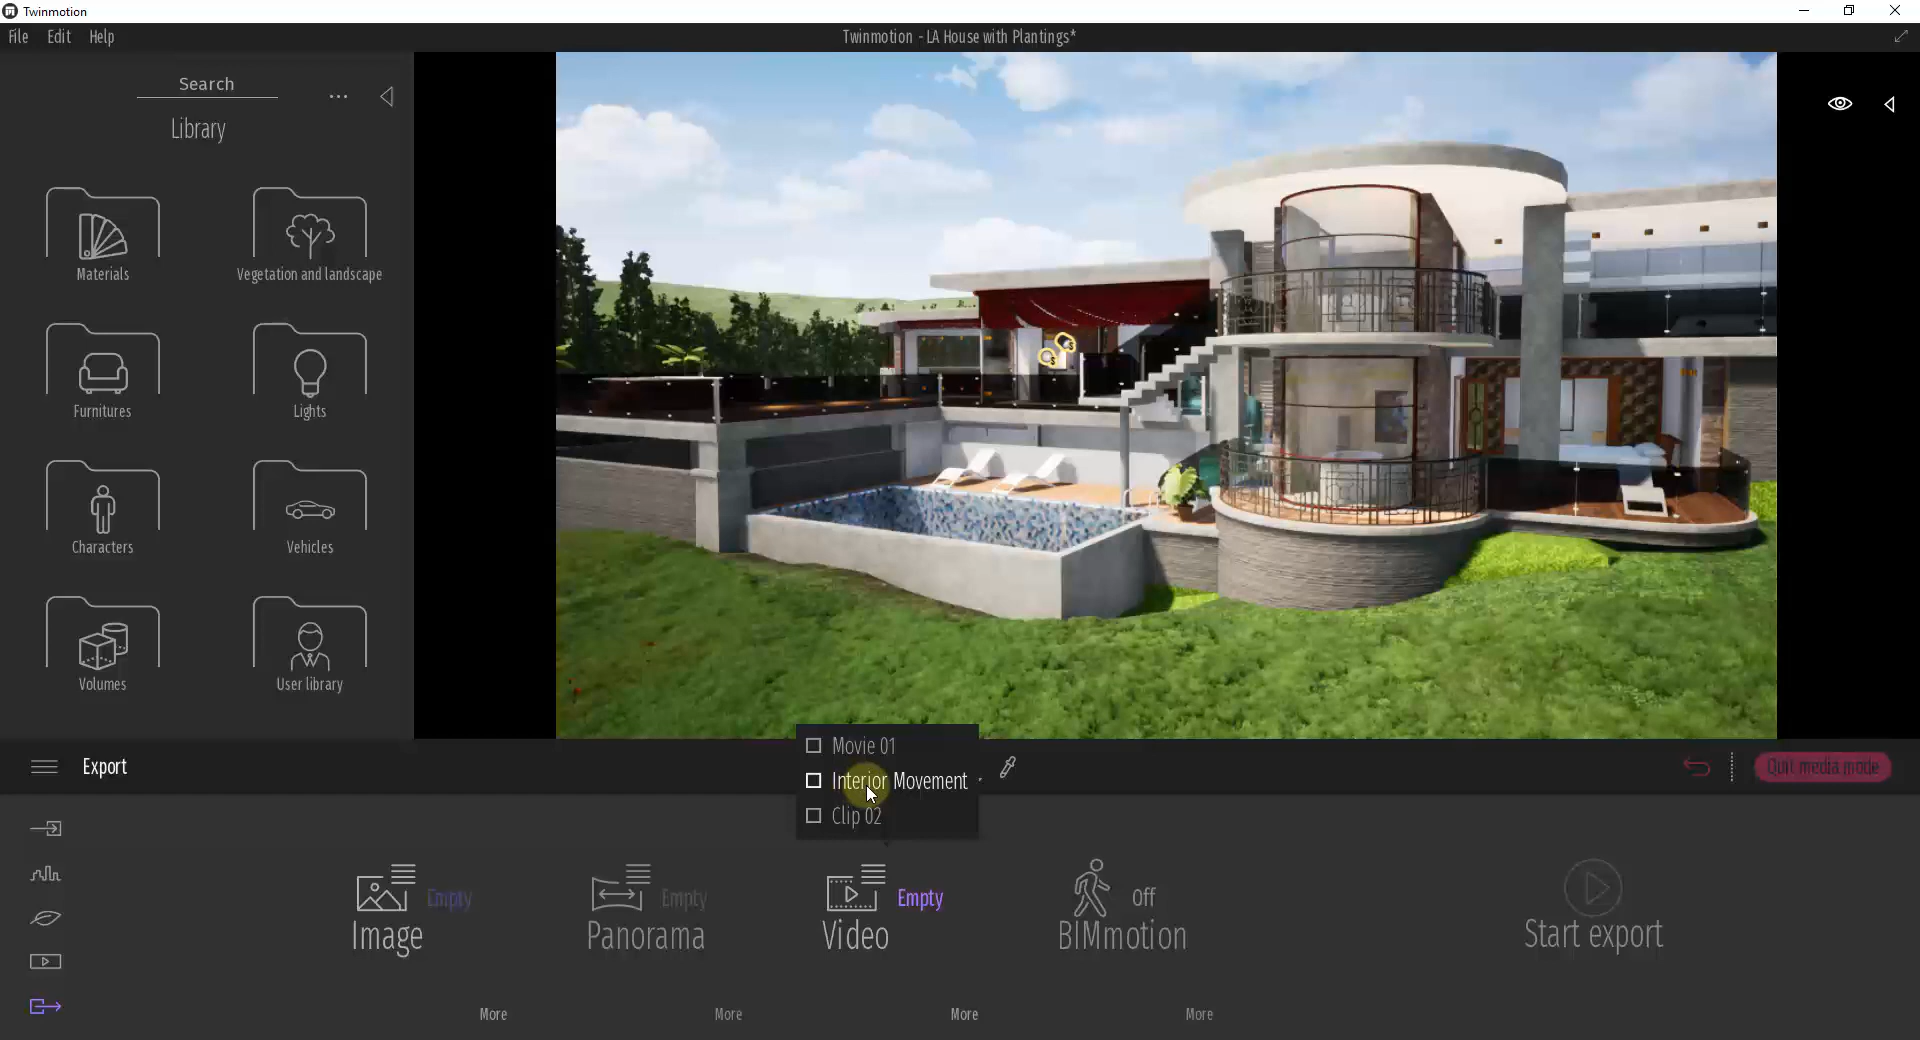 Twinmotion
File Edit Help
Twinmotion - LA House with Plantings*
Search
...
Library
Materials
Vegetation and landscape
Furnitures
Lights
Characters
Vehicles
Volumes
User library
Movie 01
Interior Movement
Clip 02
Export
Quit media mode
Empty
Image
Empty
Panorama
Empty
Video
Off
BIMmotion
Start export
More
More
More
More